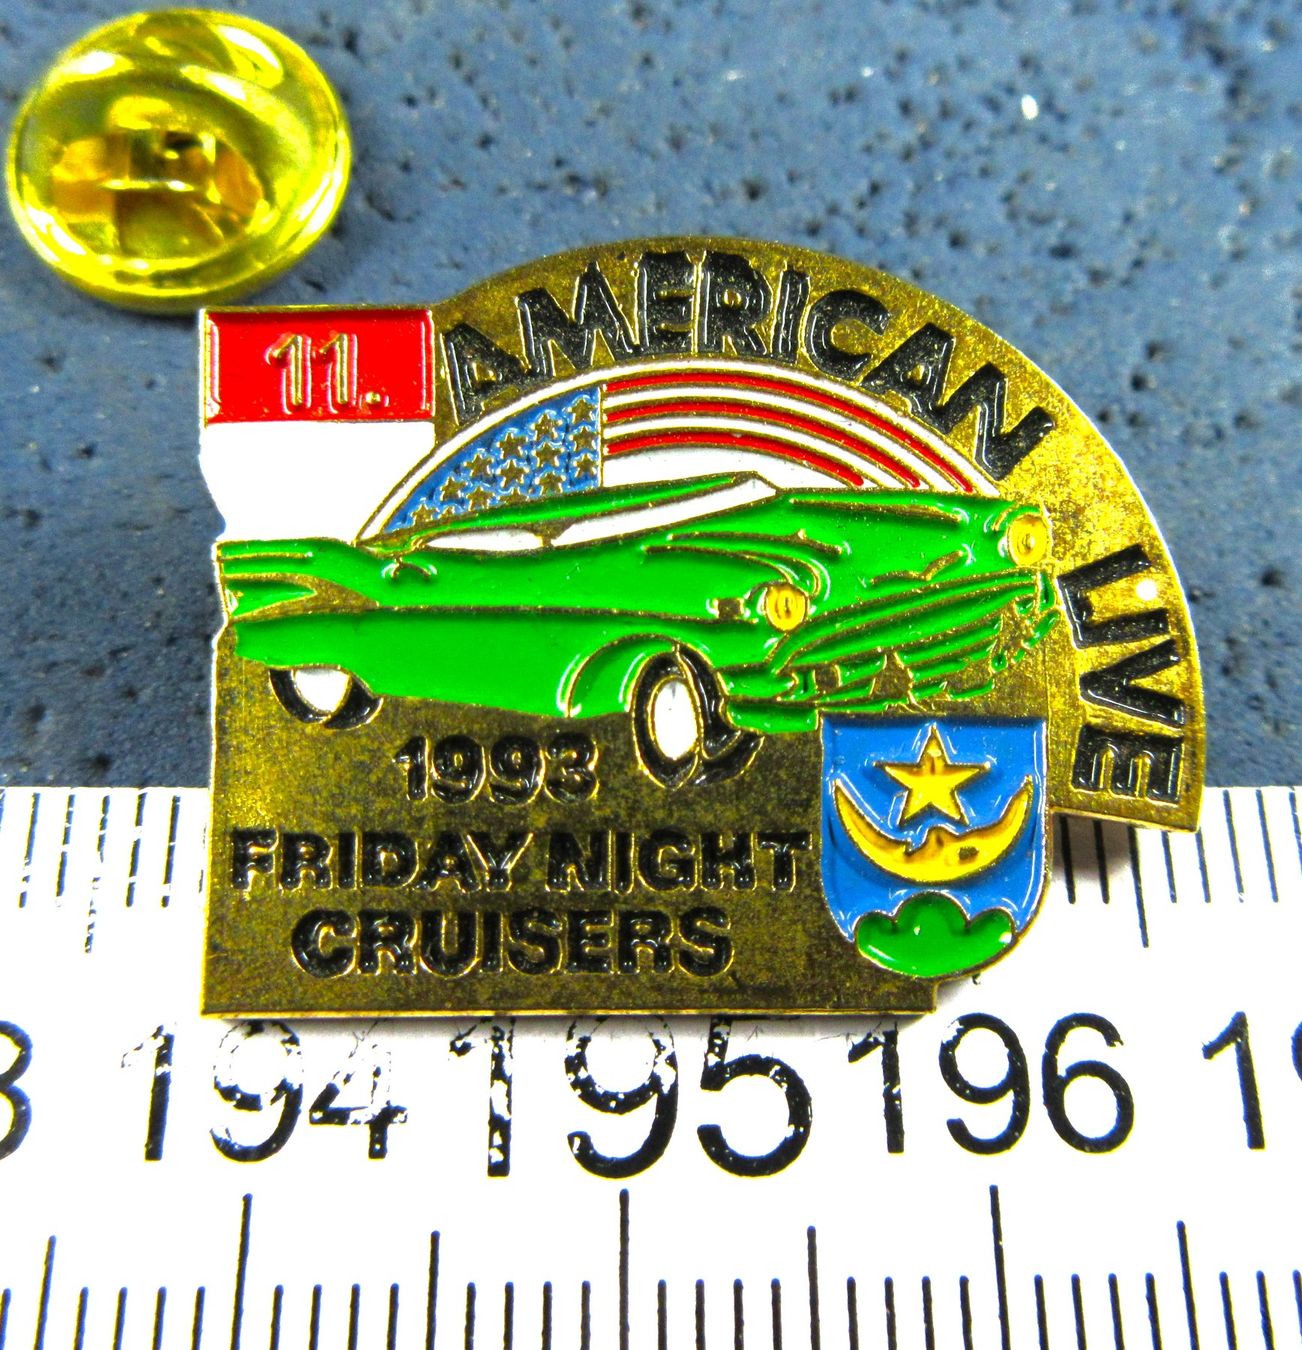 11.
AMERICAN LIVE
1993
FRIDAY NIGHT
CRUISERS
194 195 196